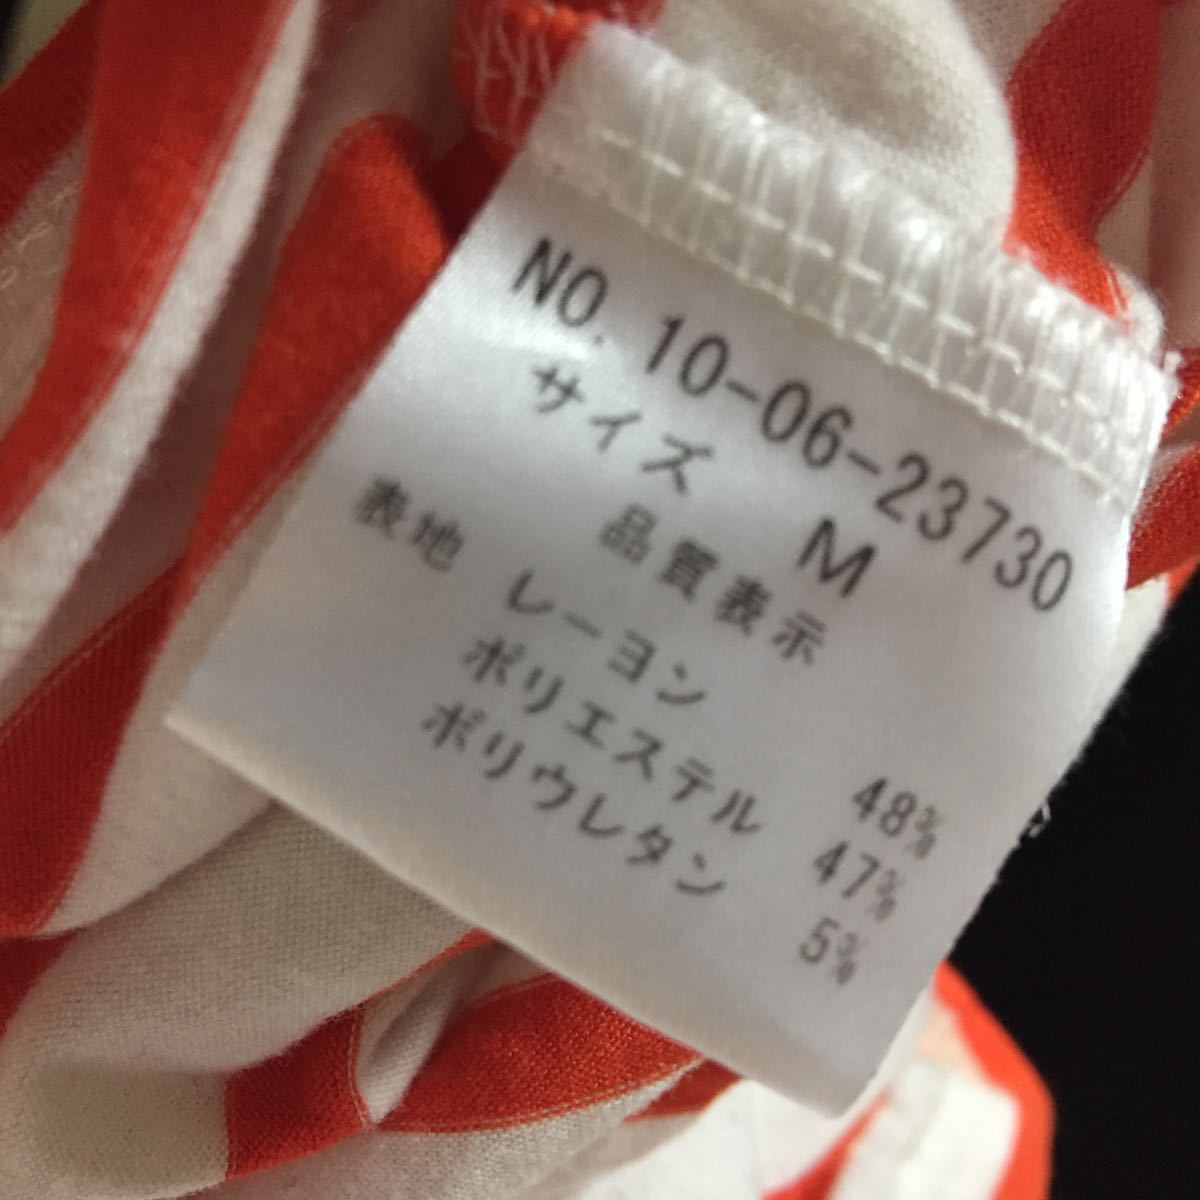 NO. 10-06-23730
サイズ M
品質表示
表地 レーヨン 48%
ポリエステル 47%
ポリウレタン 5%